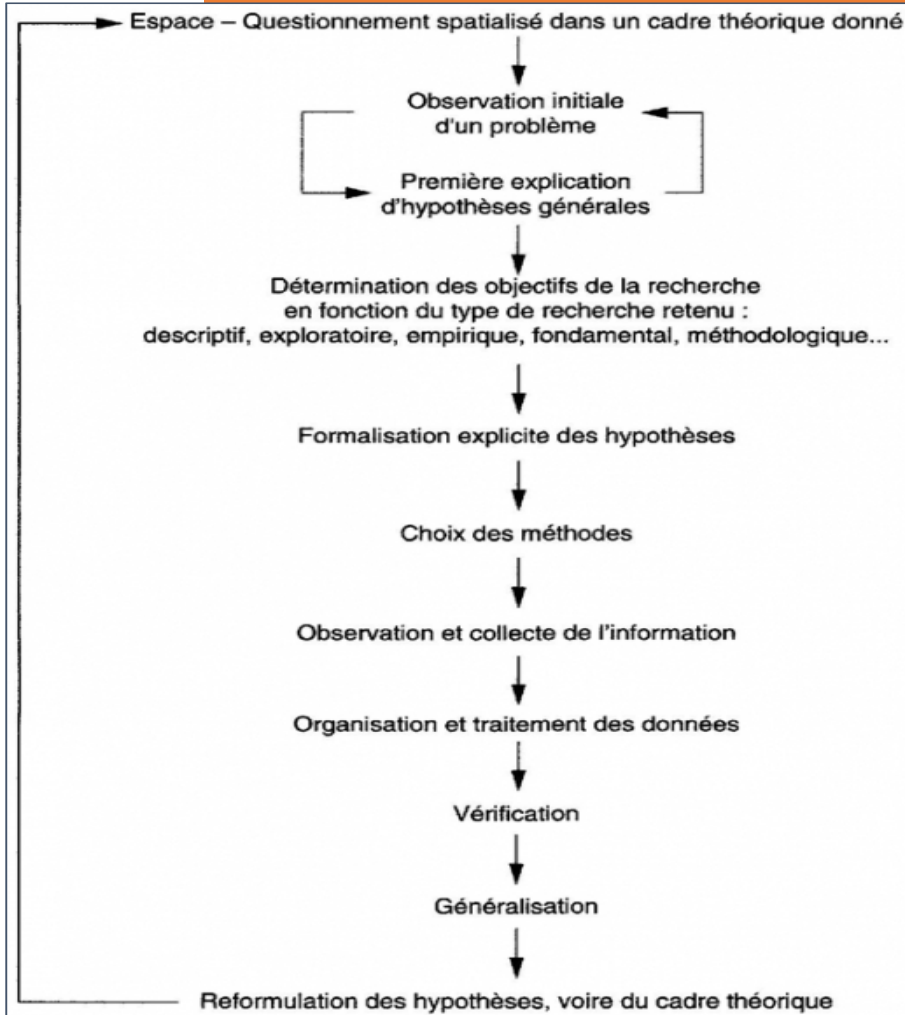 Espace – Questionnement spatialisé dans un cadre théorique donné
Observation initiale
d'un problème
Première explication
d'hypothèses générales
Détermination des objectifs de la recherche
en fonction du type de recherche retenu :
descriptif, exploratoire, empirique, fondamental, méthodologique...
Formalisation explicite des hypothèses
Choix des méthodes
Observation et collecte de l'information
Organisation et traitement des données
Vérification
Généralisation
Reformulation des hypothèses, voire du cadre théorique